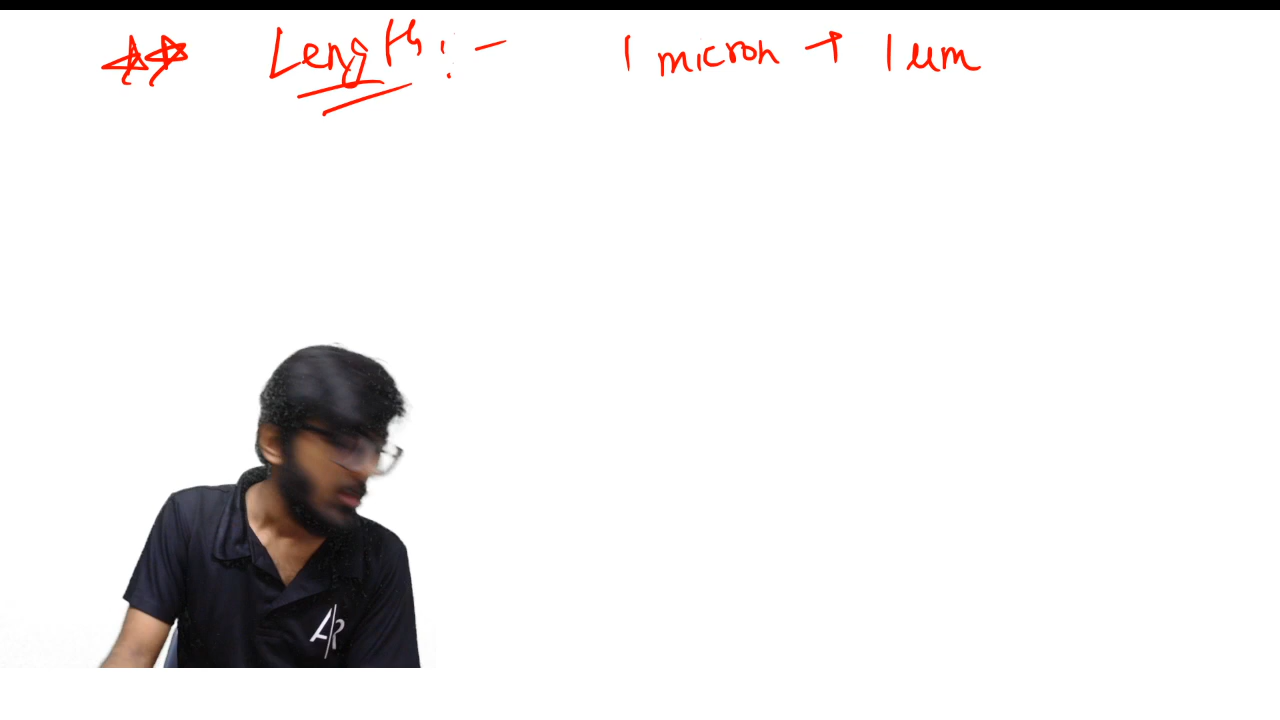 ☆☆ Length :- 1 micron → 1 μm
A/R